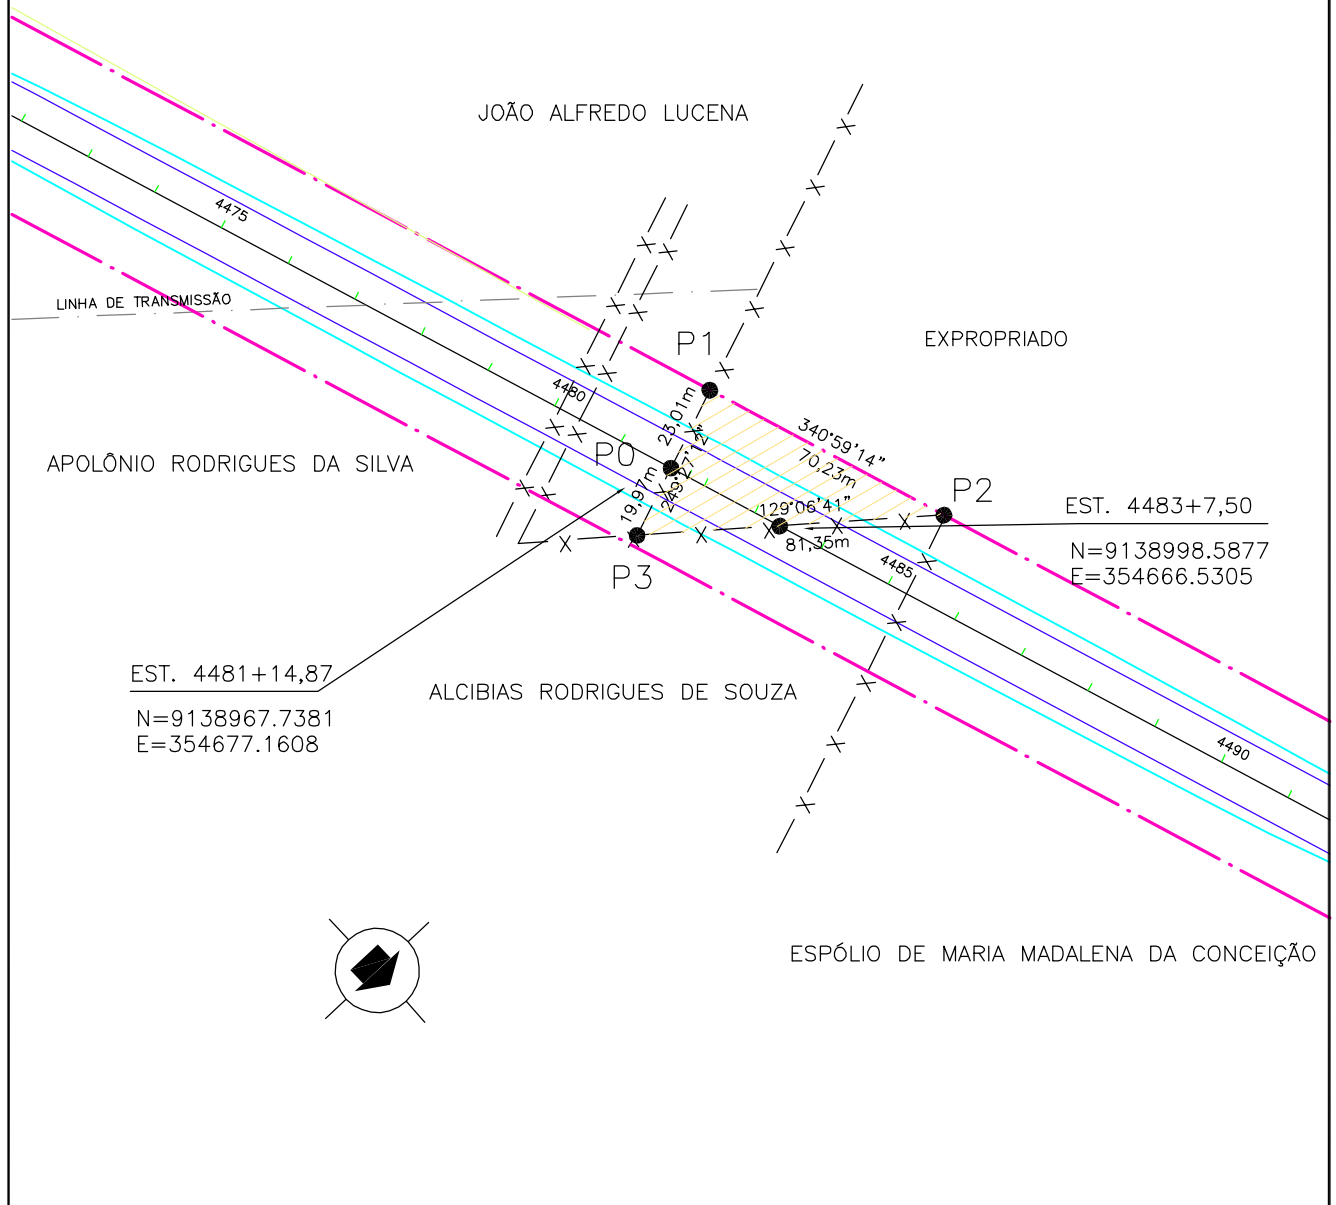 JOÃO ALFREDO LUCENA
4475
LINHA DE TRANSMISSÃO
EXPROPRIADO
P1
4480
23,01m
340°59'14"
70,23m
APOLÔNIO RODRIGUES DA SILVA
P0
249°27'12"
19,97m
P2
129°06'41"
81,35m
EST. 4483+7,50
N=9138998.5877
E=354666.5305
4485
P3
EST. 4481+14,87
N=9138967.7381
E=354677.1608
ALCIBIAS RODRIGUES DE SOUZA
4490
ESPÓLIO DE MARIA MADALENA DA CONCEIÇÃO